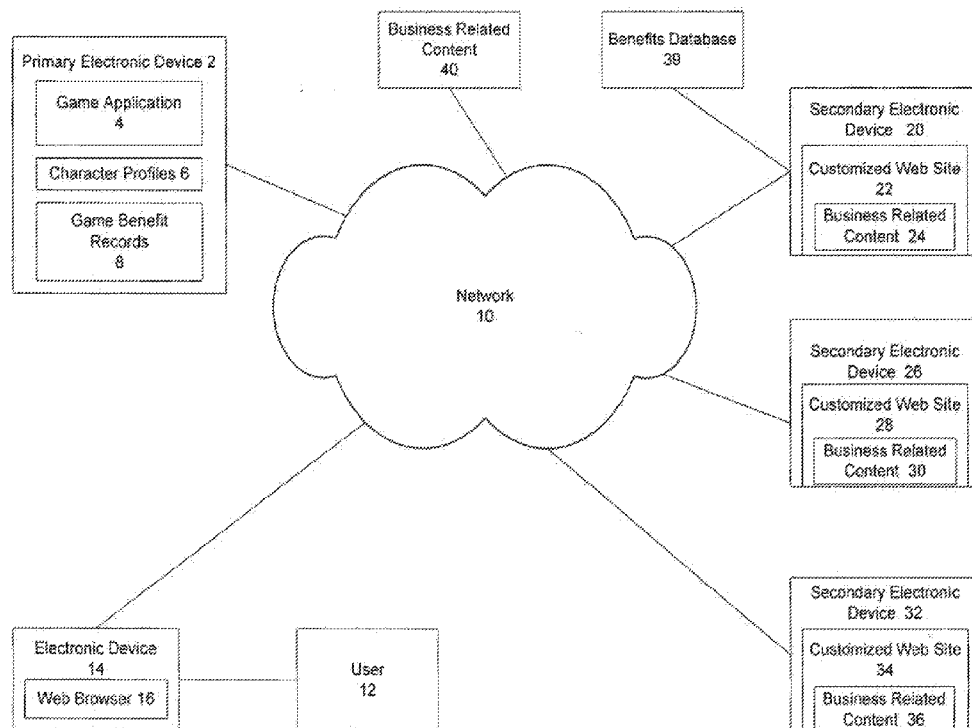 Primary Electronic Device 2
Game Application
4
Character Profiles 6
Game Benefit
Records
8
Business Related
Content
40
Benefits Database
39
Secondary Electronic
Device 20
Customized Web Site
22
Business Related
Content 24
Network
10
Secondary Electronic
Device 26
Customized Web Site
28
Business Related
Content 30
Secondary Electronic
Device 32
Customized Web Site
34
Business Related
Content 36
Electronic Device
14
Web Browser 16
User
12